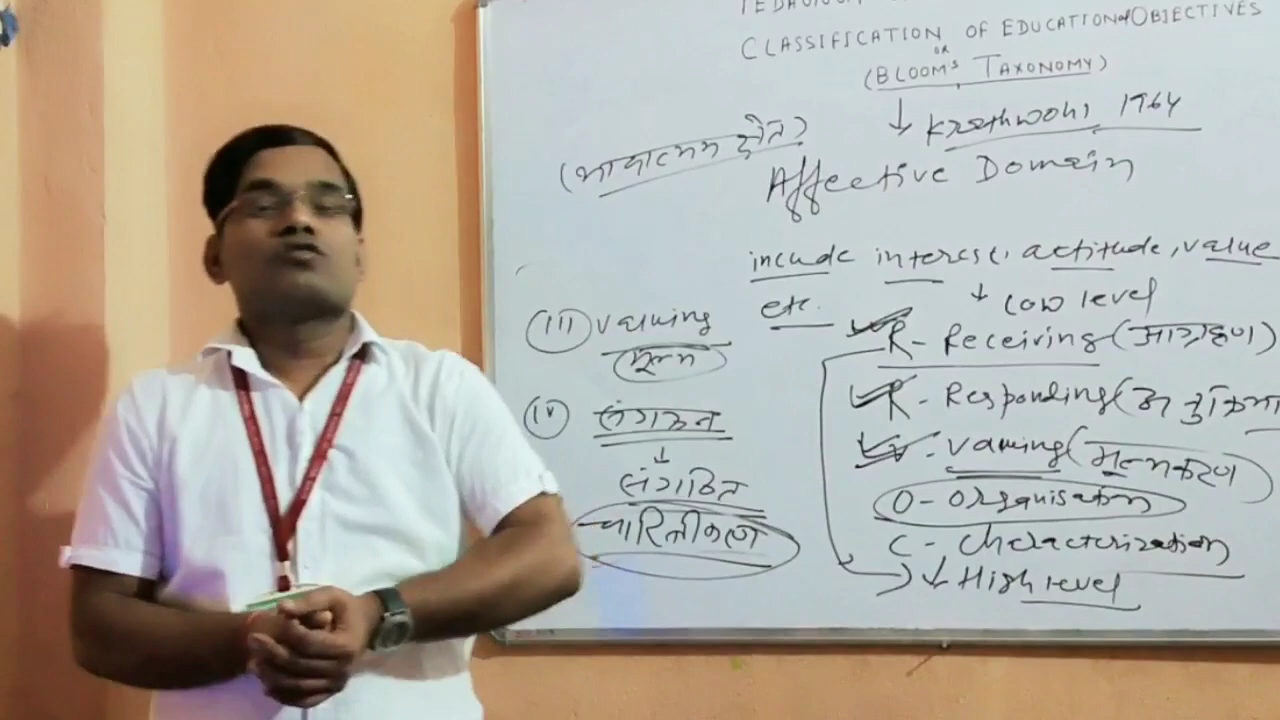 CLASSIFICATION OF EDUCATIONal OBJECTIVES
OR
(BLOOM's TAXONOMY)
↓ Krathwohl 1964
(भावात्मक क्षेत्र)
Affective Domain
include interest, attitude, value
etc.
↓ Low level
R- Receiving (आग्रहण)
R- Responding (अनुक्रिया
V- Valuing (मूल्यकरण)
O- Organisation
C- Characterization
↓ High level
(III) Valuing
मूल्य
(IV) संगठन
↓
संगठित
चारित्रीकरण